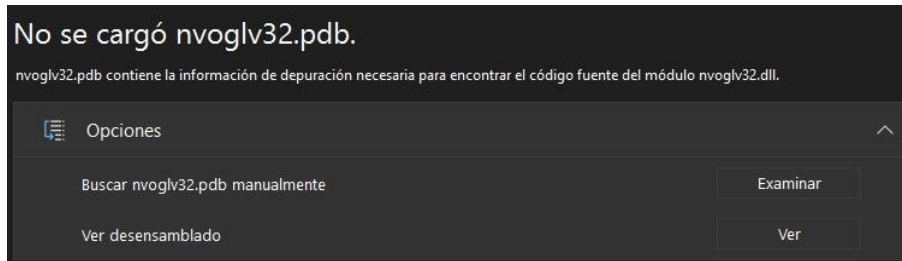 No se cargó nvoglv32.pdb.
nvoglv32.pdb contiene la información de depuración necesaria para encontrar el código fuente del módulo nvoglv32.dll.
Opciones
Buscar nvoglv32.pdb manualmente Examinar
Ver desensamblado Ver